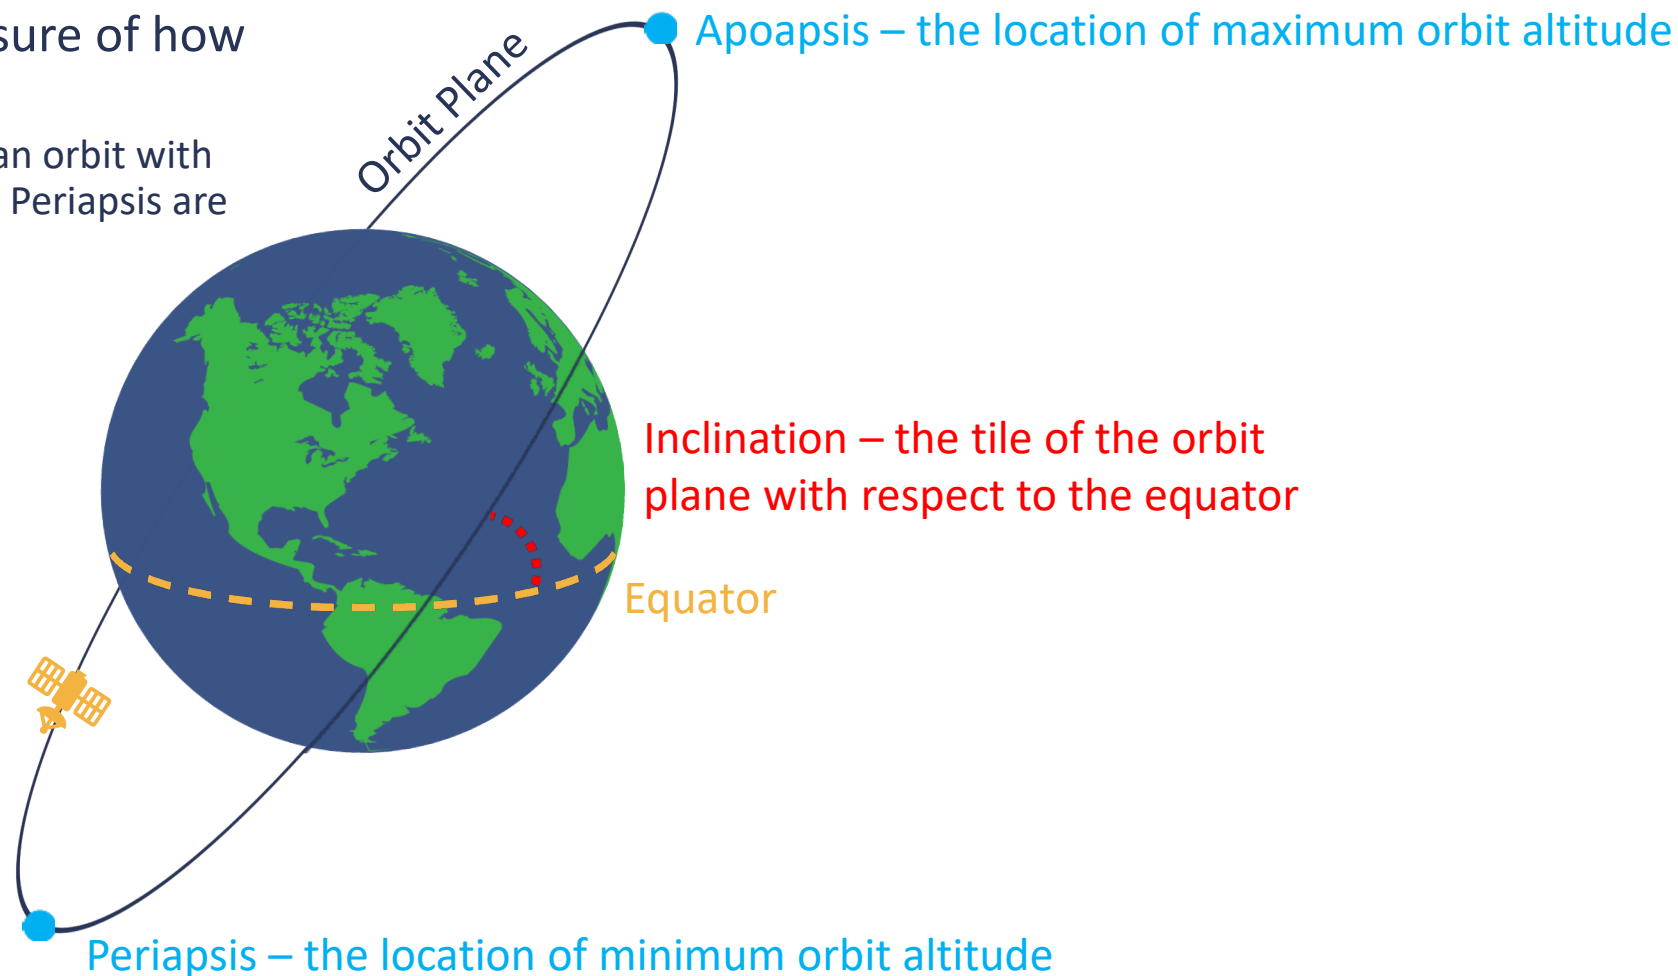 sure of how
an orbit with
Periapsis are
Orbit Plane
Apoapsis – the location of maximum orbit altitude
Inclination – the tile of the orbit
plane with respect to the equator
Equator
Periapsis – the location of minimum orbit altitude